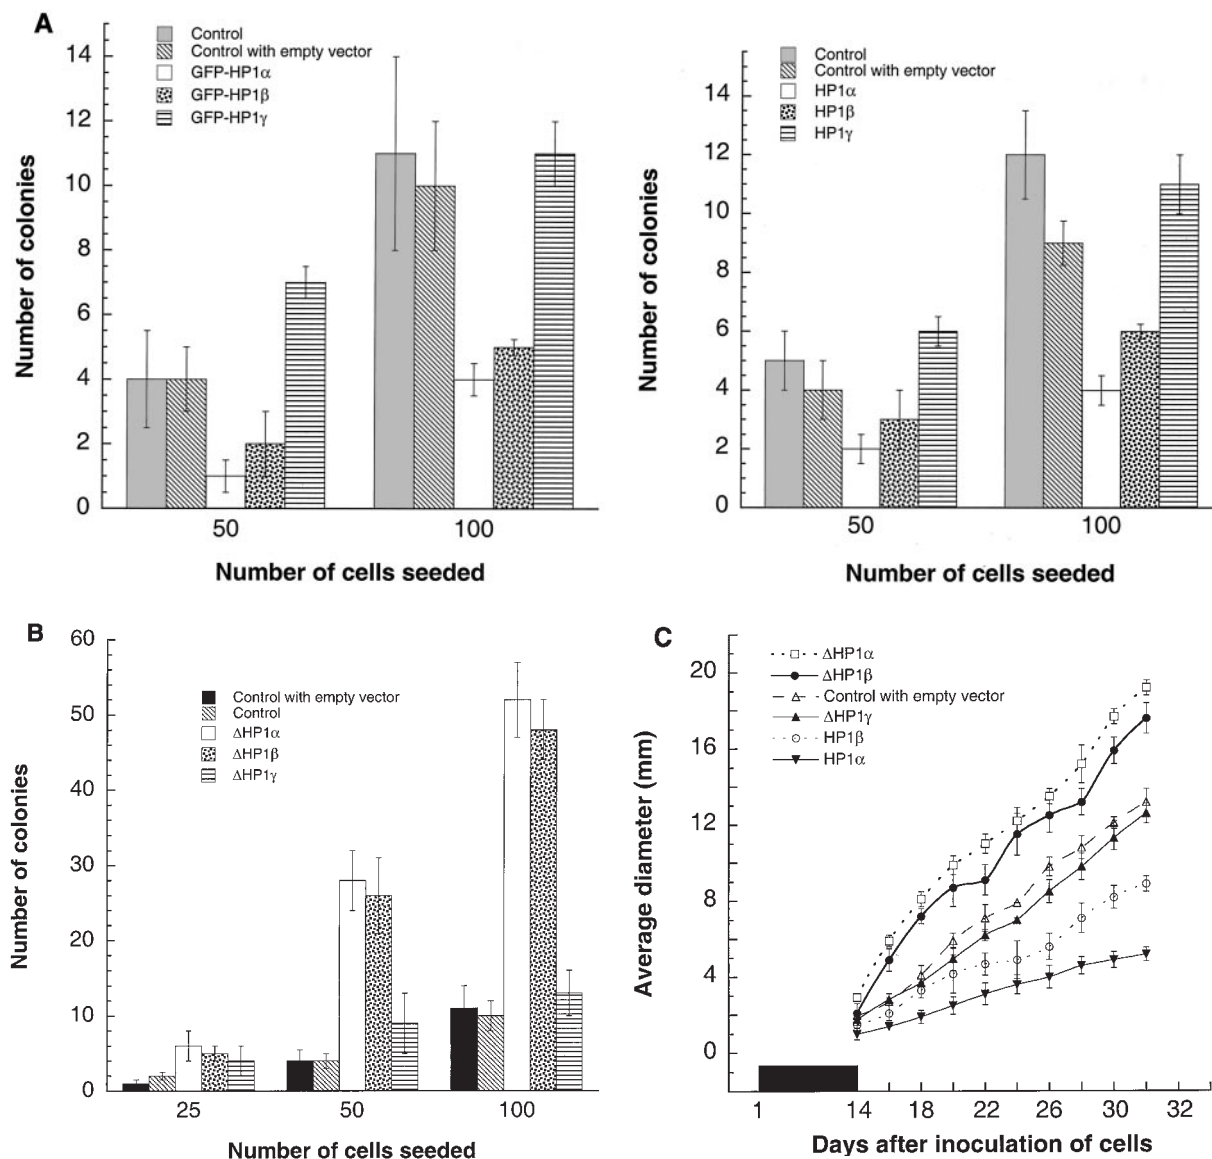 A
Control
Control with empty vector
GFP-HP1α
GFP-HP1β
GFP-HP1γ
14
12
10
8
6
4
2
0
Number of colonies
50 100
Number of cells seeded
Control
Control with empty vector
HP1α
HP1β
HP1γ
14
12
10
8
6
4
2
0
Number of colonies
50 100
Number of cells seeded
B
60
50
40
30
20
10
0
Number of colonies
Control with empty vector
Control
ΔHP1α
ΔHP1β
ΔHP1γ
25 50 100
Number of cells seeded
C
ΔHP1α
ΔHP1β
Control with empty vector
ΔHP1γ
HP1β
HP1α
20
16
12
8
4
0
Average diameter (mm)
1 14 18 22 26 30 32
Days after inoculation of cells